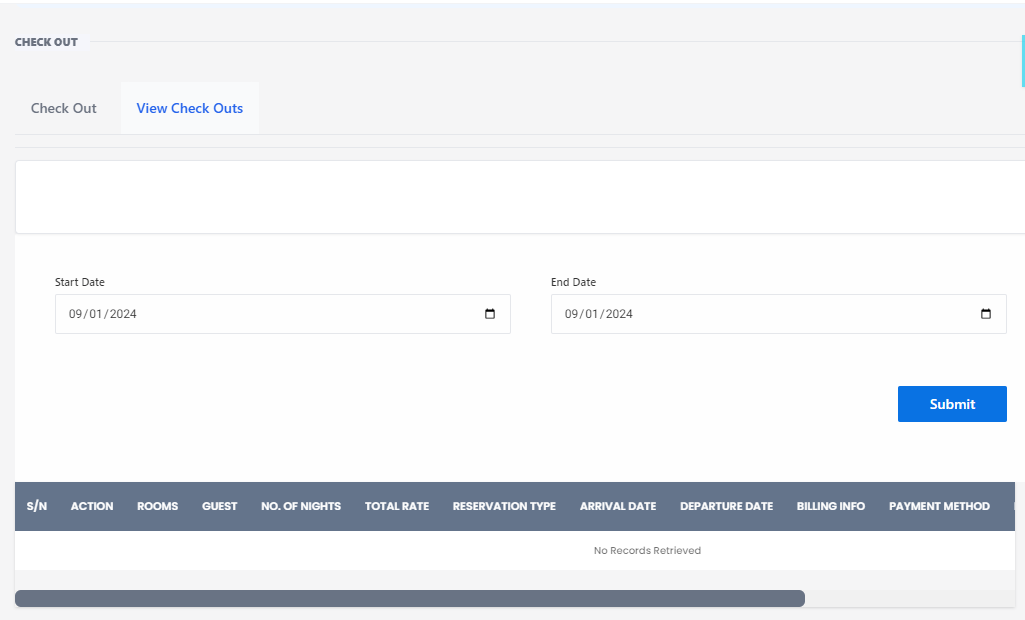 CHECK OUT
Check Out View Check Outs
Start Date End Date
09/01/2024 09/01/2024
Submit
S/N ACTION ROOMS GUEST NO. OF NIGHTS TOTAL RATE RESERVATION TYPE ARRIVAL DATE DEPARTURE DATE BILLING INFO PAYMENT METHOD
No Records Retrieved